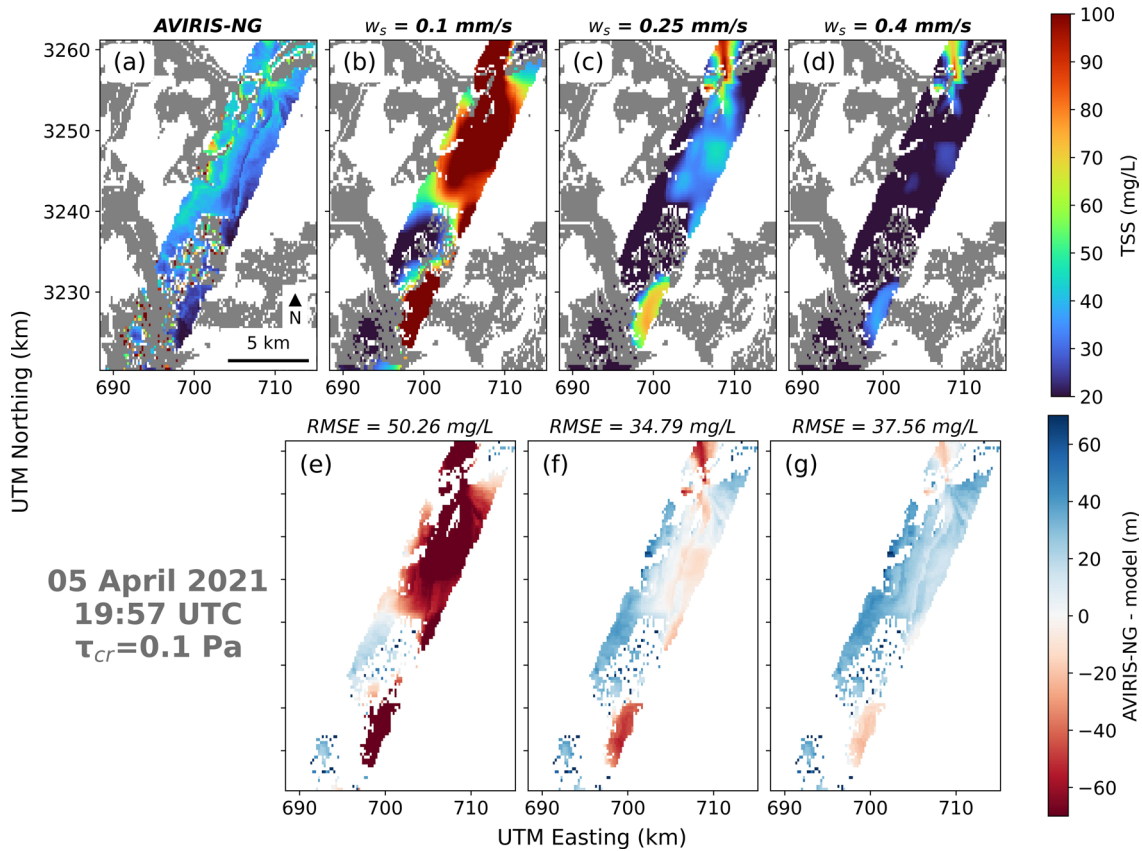 AVIRIS-NG
w_s = 0.1 mm/s
w_s = 0.25 mm/s
w_s = 0.4 mm/s
(a)
(b)
(c)
(d)
3260
3250
3240
3230
N
5 km
690 700 710
690 700 710
690 700 710
690 700 710
100
90
80
70
60
50
40
30
20
TSS (mg/L)
UTM Northing (km)
RMSE = 50.26 mg/L
RMSE = 34.79 mg/L
RMSE = 37.56 mg/L
(e)
(f)
(g)
05 April 2021
19:57 UTC
τ_cr=0.1 Pa
690 700 710
690 700 710
690 700 710
UTM Easting (km)
60
40
20
0
−20
−40
−60
AVIRIS-NG - model (m)